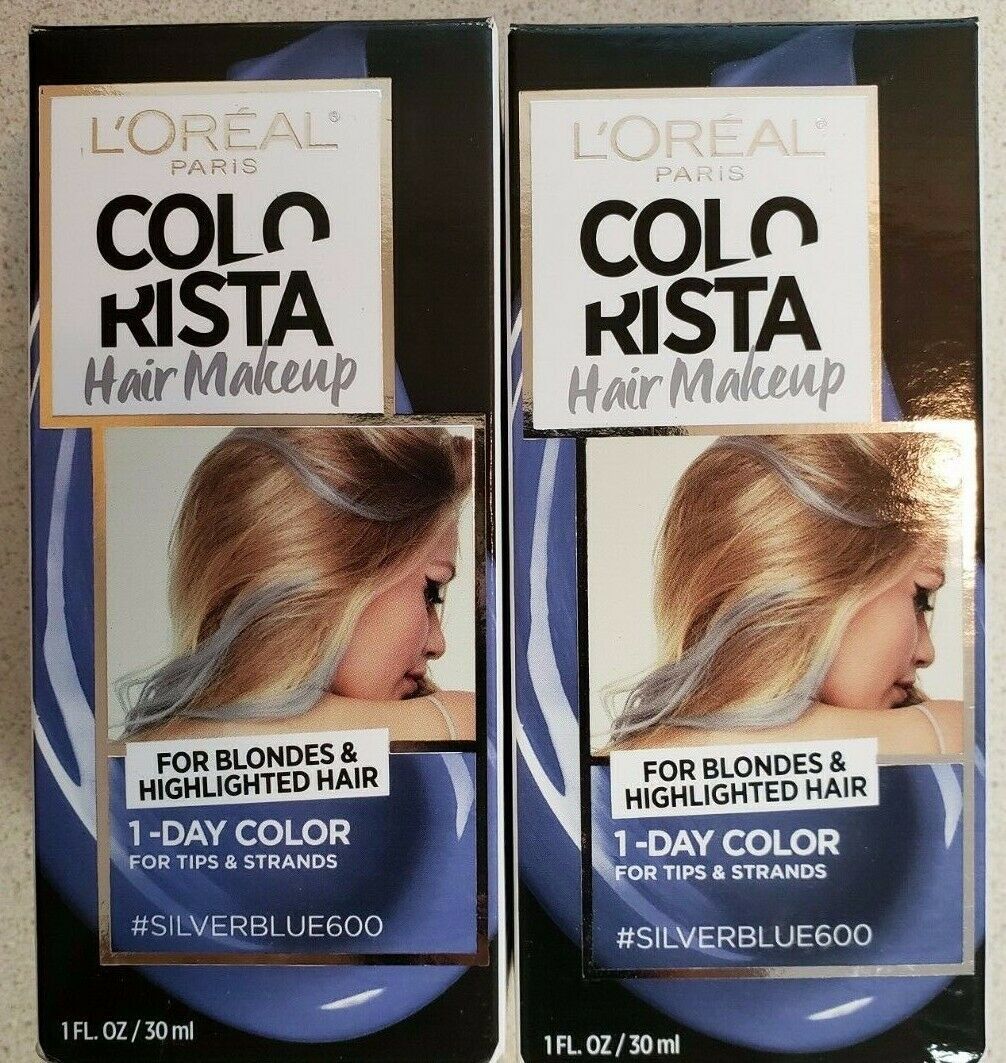 L'ORÉAL®
PARIS
COLO
RISTA
Hair Makeup
FOR BLONDES &
HIGHLIGHTED HAIR
1-DAY COLOR
FOR TIPS & STRANDS
#SILVERBLUE600
1 FL. OZ / 30 ml
L'ORÉAL®
PARIS
COLO
RISTA
Hair Makeup
FOR BLONDES &
HIGHLIGHTED HAIR
1-DAY COLOR
FOR TIPS & STRANDS
#SILVERBLUE600
1 FL. OZ / 30 ml